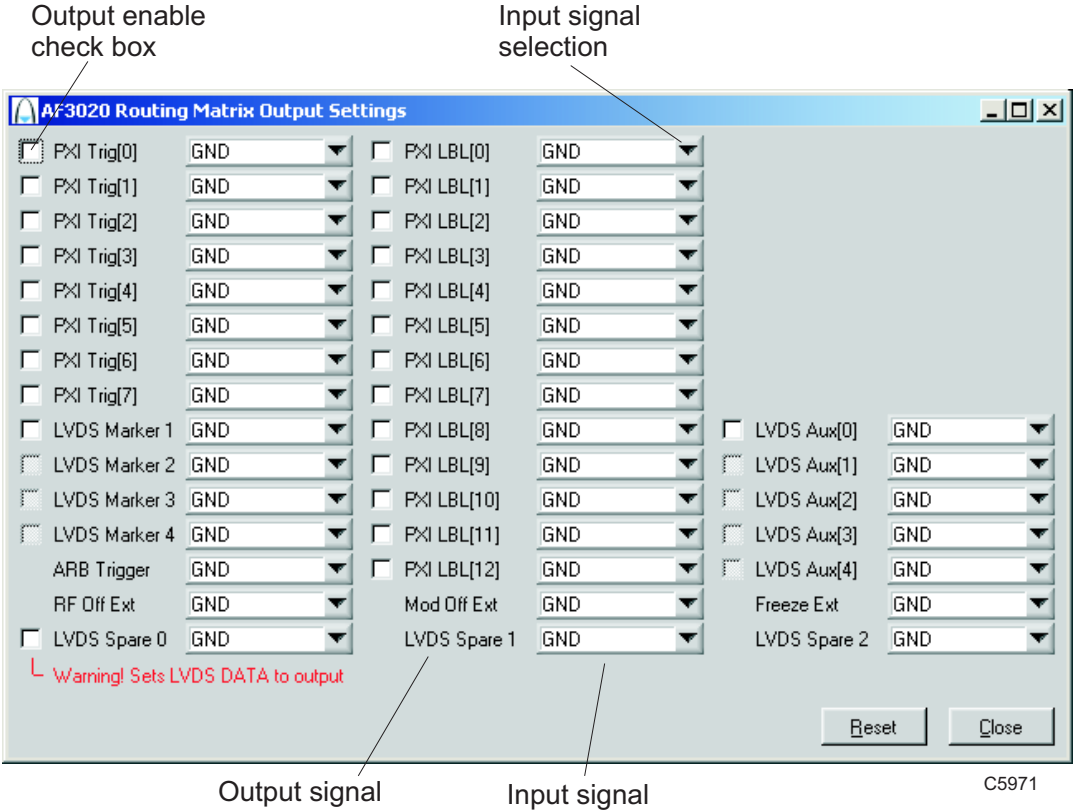 Output enable
check box
Input signal
selection
AF3020 Routing Matrix Output Settings
PXI Trig[0] GND PXI LBL[0] GND
PXI Trig[1] GND PXI LBL[1] GND
PXI Trig[2] GND PXI LBL[2] GND
PXI Trig[3] GND PXI LBL[3] GND
PXI Trig[4] GND PXI LBL[4] GND
PXI Trig[5] GND PXI LBL[5] GND
PXI Trig[6] GND PXI LBL[6] GND
PXI Trig[7] GND PXI LBL[7] GND
LVDS Marker 1 GND PXI LBL[8] GND LVDS Aux[0] GND
LVDS Marker 2 GND PXI LBL[9] GND LVDS Aux[1] GND
LVDS Marker 3 GND PXI LBL[10] GND LVDS Aux[2] GND
LVDS Marker 4 GND PXI LBL[11] GND LVDS Aux[3] GND
ARB Trigger GND PXI LBL[12] GND LVDS Aux[4] GND
RF Off Ext GND Mod Off Ext GND Freeze Ext GND
LVDS Spare 0 GND LVDS Spare 1 GND LVDS Spare 2 GND
Warning! Sets LVDS DATA to output
Reset Close
Output signal
Input signal
C5971